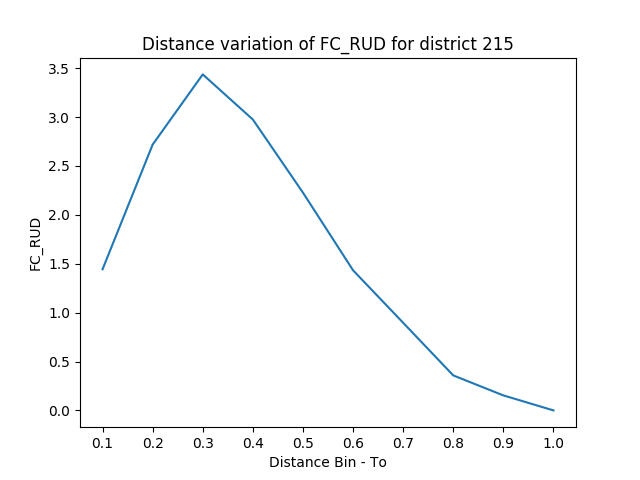 Distance variation of FC_RUD for district 215
3.5
3.0
2.5
2.0
1.5
1.0
0.5
0.0
FC_RUD
0.1 0.2 0.3 0.4 0.5 0.6 0.7 0.8 0.9 1.0
Distance Bin - To